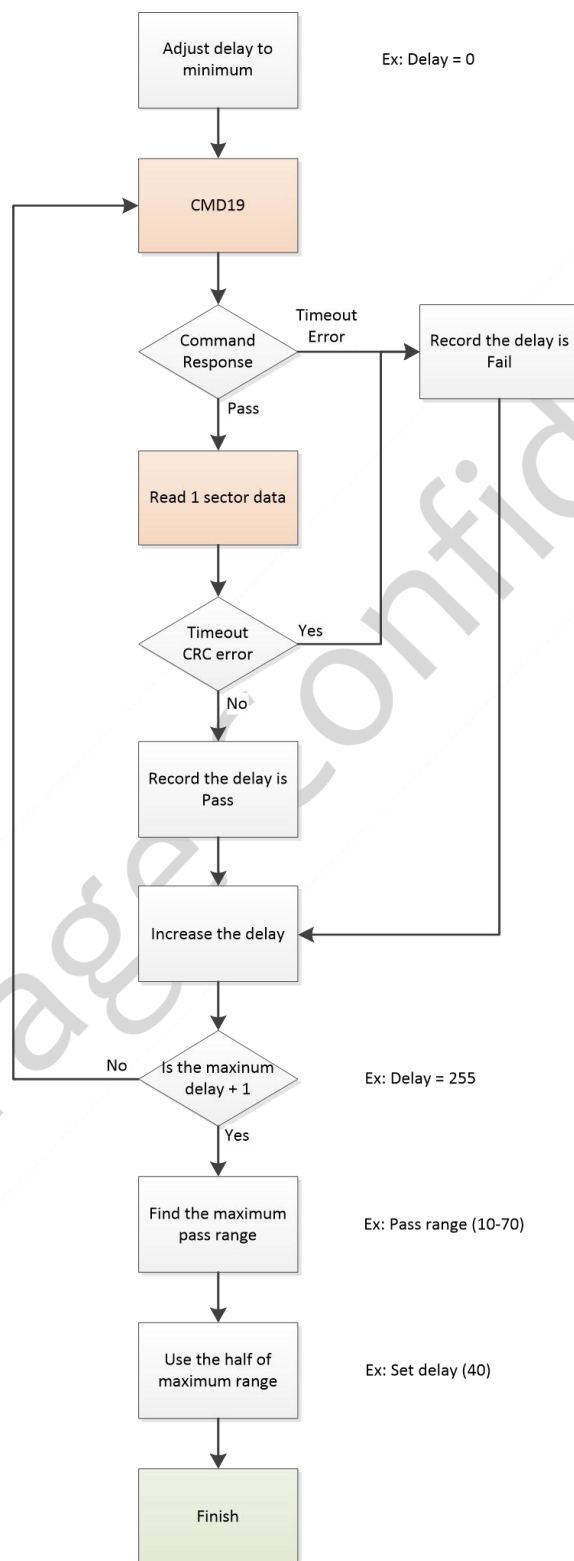 Adjust delay to
minimum
Ex: Delay = 0
CMD19
Command
Response
Timeout
Error
Record the delay is
Fail
Pass
Read 1 sector data
Timeout
CRC error
Yes
No
Record the delay is
Pass
Increase the delay
No
Is the maxinum
delay + 1
Ex: Delay = 255
Yes
Find the maximum
pass range
Ex: Pass range (10-70)
Use the half of
maximum range
Ex: Set delay (40)
Finish